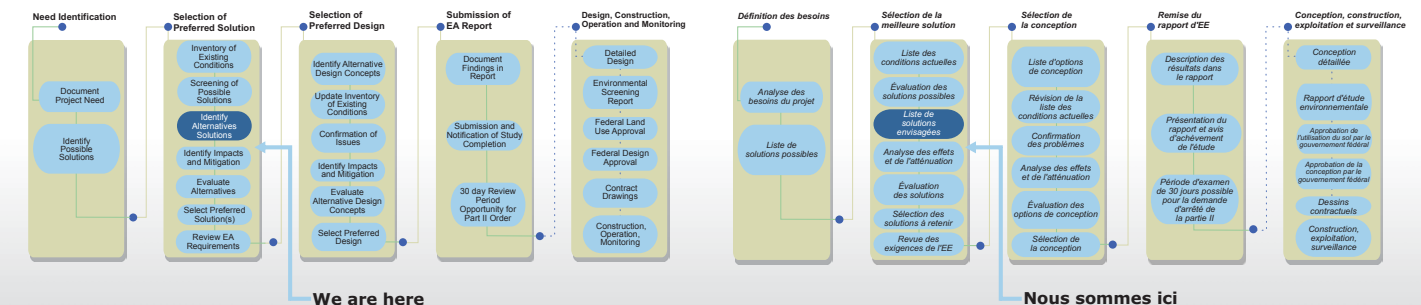 Need Identification
Document
Project Need
Identify
Possible
Solutions
Selection of
Preferred Solution
Inventory of
Existing
Conditions
Screening of
Possible
Solutions
Identify
Alternatives
Solutions
Identify Impacts
and Mitigation
Evaluate
Alternatives
Select Preferred
Solution(s)
Review EA
Requirements
Selection of
Preferred Design
Identify Alternative
Design Concepts
Update Inventory
of Existing
Conditions
Confirmation of
Issues
Identify Impacts
and Mitigation
Evaluate
Alternative Design
Concepts
Select Preferred
Design
Submission of
EA Report
Document
Findings in
Report
Submission and
Notification of Study
Completion
30 day Review
Period
Opportunity for
Part II Order
Design, Construction,
Operation and Monitoring
Detailed
Design
Environmental
Screening
Report
Federal Land
Use Approval
Federal Design
Approval
Contract
Drawings
Construction,
Operation,
Monitoring
We are here
Définition des besoins
Analyse des
besoins du projet
Liste de
solutions possibles
Sélection de la
meilleure solution
Liste des
conditions actuelles
Évaluation des
solutions possibles
Liste de
solutions
envisagées
Analyse des effets
et de l'atténuation
Évaluation
des solutions
Sélection des
solutions à retenir
Revue des
exigences de l'EE
Sélection de
la conception
Liste d'options
de conception
Révision de la
liste des
conditions actuelles
Confirmation
des problèmes
Analyse des effets
et de l'atténuation
Évaluation des
options de conception
Sélection de
la conception
Remise du
rapport d'EE
Description des
résultats dans
le rapport
Présentation du
rapport et avis
d'achèvement
de l'étude
Période d'examen
de 30 jours possible
pour la demande
d'arrêté de
la partie II
Conception, construction,
exploitation et surveillance
Conception
détaillée
Rapport d'étude
environnementale
Approbation de
l'utilisation du sol par le
gouvernement fédéral
Approbation de la
conception par le
gouvernement fédéral
Dessins
contractuels
Construction,
exploitation,
surveillance
Nous sommes ici